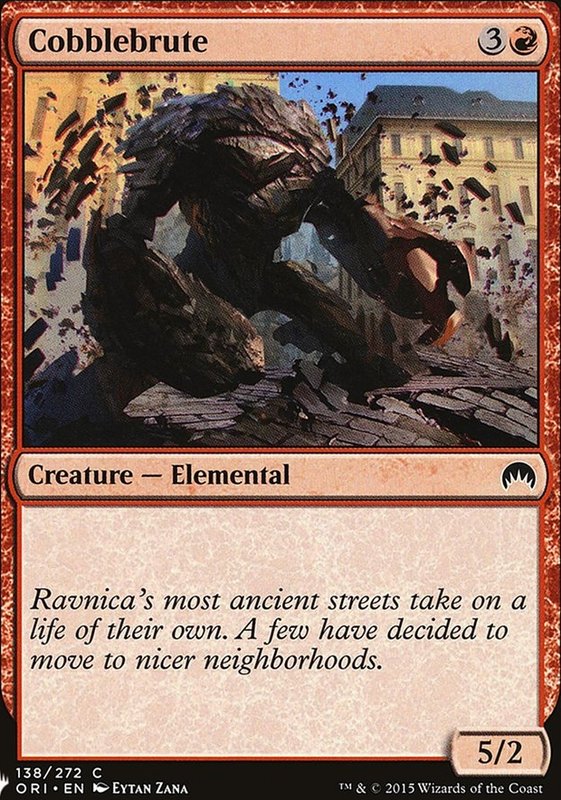 Cobblebrute 3
Creature — Elemental
Ravnica's most ancient streets take on a
life of their own. A few have decided to
move to nicer neighborhoods.
5/2
138/272 C
ORI • EN Eytan Zana
™ & © 2015 Wizards of the Coast